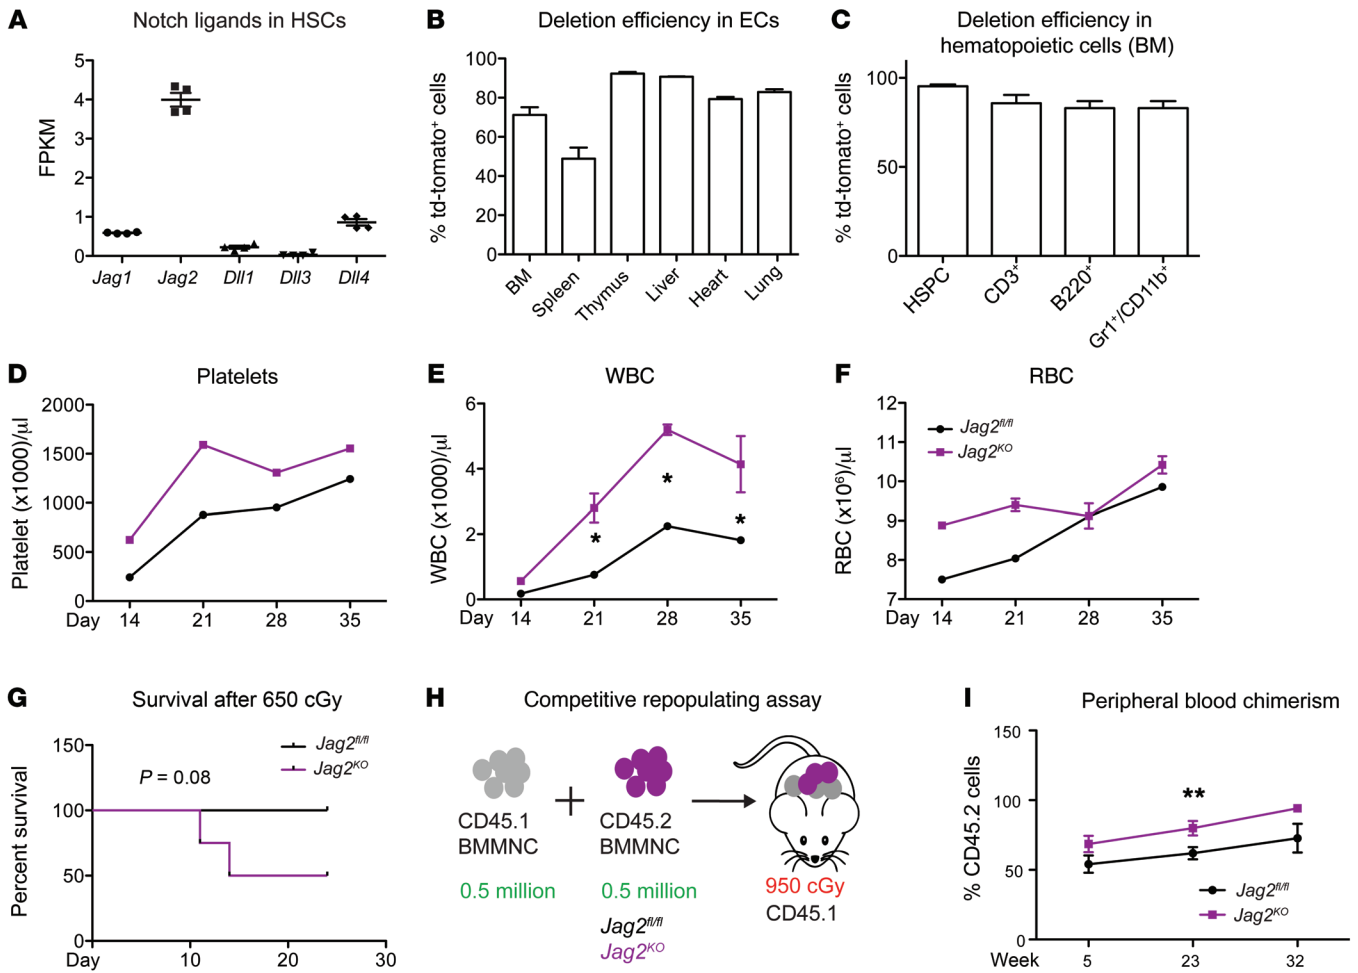 A
Notch ligands in HSCs
FPKM
5
4
3
2
1
0
Jag1 Jag2 Dll1 Dll3 Dll4
B
Deletion efficiency in ECs
% td-tomato+ cells
100
80
60
40
20
0
BM Spleen Thymus Liver Heart Lung
C
Deletion efficiency in
hematopoietic cells (BM)
% td-tomato+ cells
100
50
0
HSPC CD3+ B220+ Gr1+/CD11b+
D
Platelets
Platelet (x1000)/µl
2000
1500
1000
500
0
Day 14 21 28 35
E
WBC
WBC (x1000)/µl
6
4
2
0
*
*
*
Day 14 21 28 35
F
RBC
RBC (x10⁶)/µl
12
11
10
9
8
7
Jag2fl/fl
Jag2KO
Day 14 21 28 35
G
Survival after 650 cGy
Percent survival
150
100
50
0
Jag2fl/fl
Jag2KO
P = 0.08
Day 10 20 30
H
Competitive repopulating assay
+
CD45.1
BMMNC
0.5 million
CD45.2
BMMNC
0.5 million
Jag2fl/fl
Jag2KO
950 cGy
CD45.1
I
Peripheral blood chimerism
% CD45.2 cells
150
100
50
0
**
Jag2fl/fl
Jag2KO
Week 5 23 32